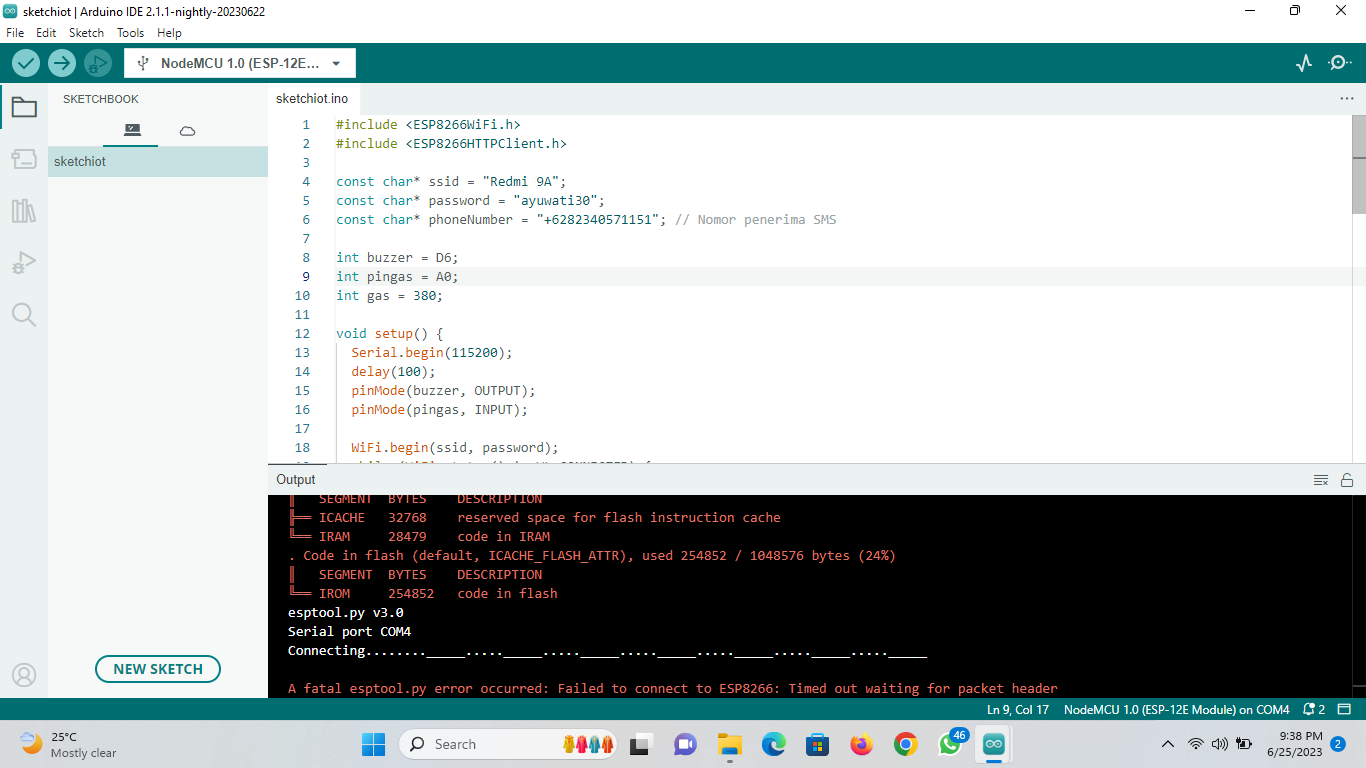 sketchiot | Arduino IDE 2.1.1-nightly-20230622
File Edit Sketch Tools Help
NodeMCU 1.0 (ESP-12E...
SKETCHBOOK
sketchiot
NEW SKETCH
sketchiot.ino
1 #include <ESP8266WiFi.h>
2 #include <ESP8266HTTPClient.h>
3
4 const char* ssid = "Redmi 9A";
5 const char* password = "ayuwati30";
6 const char* phoneNumber = "+6282340571151"; // Nomor penerima SMS
7
8 int buzzer = D6;
9 int pingas = A0;
10 int gas = 380;
11
12 void setup() {
13 Serial.begin(115200);
14 delay(100);
15 pinMode(buzzer, OUTPUT);
16 pinMode(pingas, INPUT);
17
18 WiFi.begin(ssid, password);
Output
║ SEGMENT BYTES DESCRIPTION
╠══ ICACHE 32768 reserved space for flash instruction cache
╚══ IRAM 28479 code in IRAM
. Code in flash (default, ICACHE_FLASH_ATTR), used 254852 / 1048576 bytes (24%)
║ SEGMENT BYTES DESCRIPTION
╚══ IROM 254852 code in flash
esptool.py v3.0
Serial port COM4
Connecting........_____....._____....._____....._____....._____....._____....._____
A fatal esptool.py error occurred: Failed to connect to ESP8266: Timed out waiting for packet header
Ln 9, Col 17 NodeMCU 1.0 (ESP-12E Module) on COM4 2
25°C
Mostly clear
Search
46
9:38 PM
6/25/2023
2